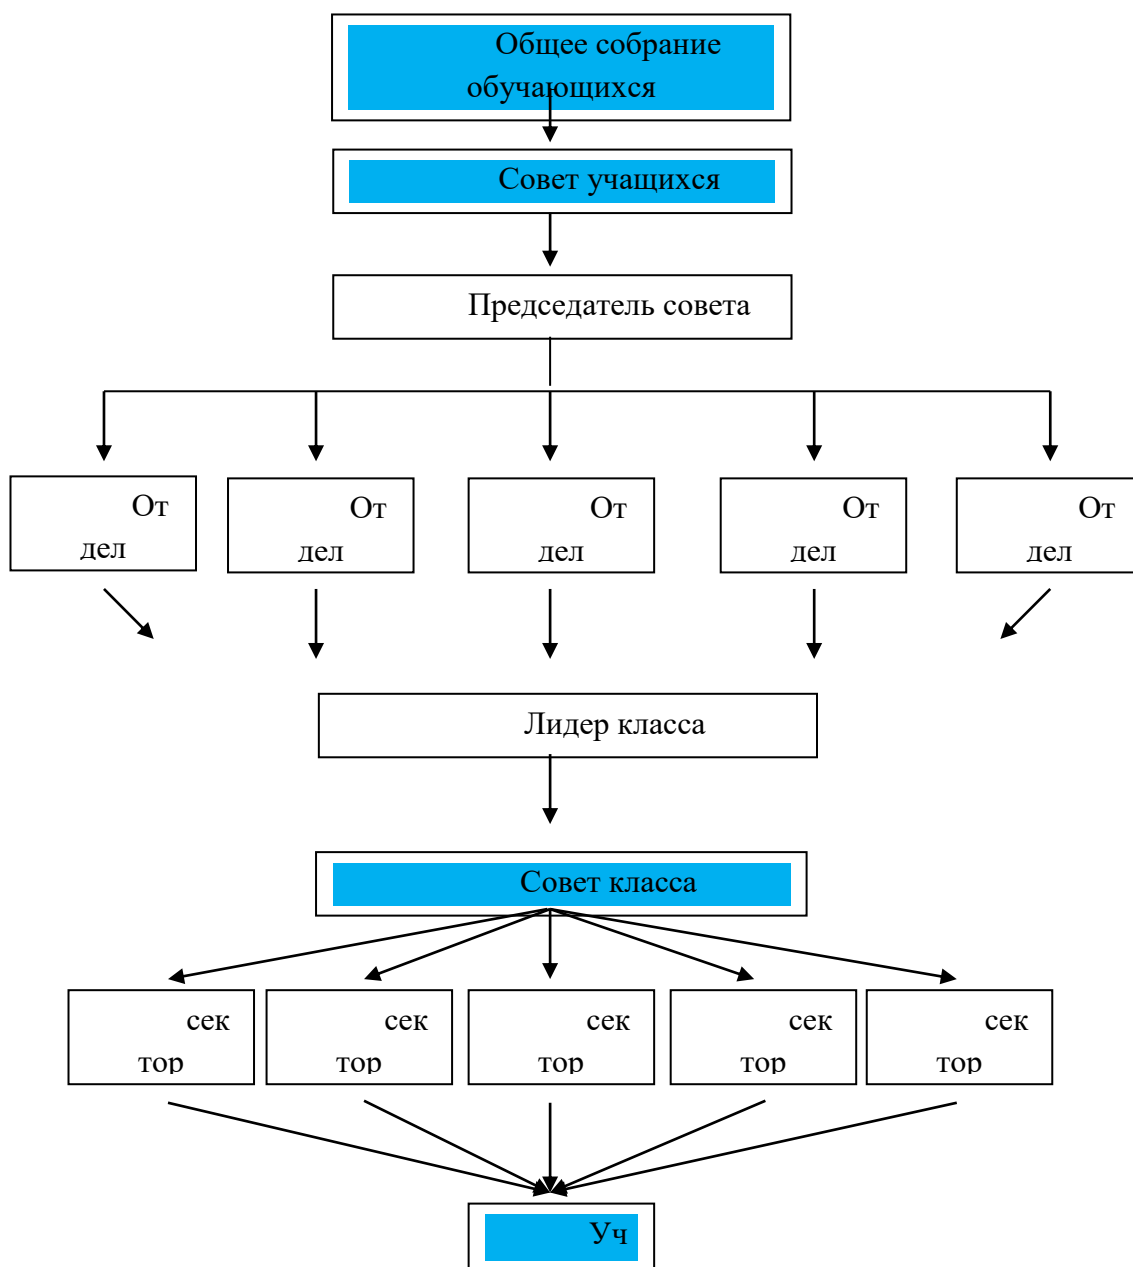 Общее собрание
обучающихся
Совет учащихся
Председатель совета
От
дел
От
дел
От
дел
От
дел
От
дел
Лидер класса
Совет класса
сек
тор
сек
тор
сек
тор
сек
тор
сек
тор
Уч